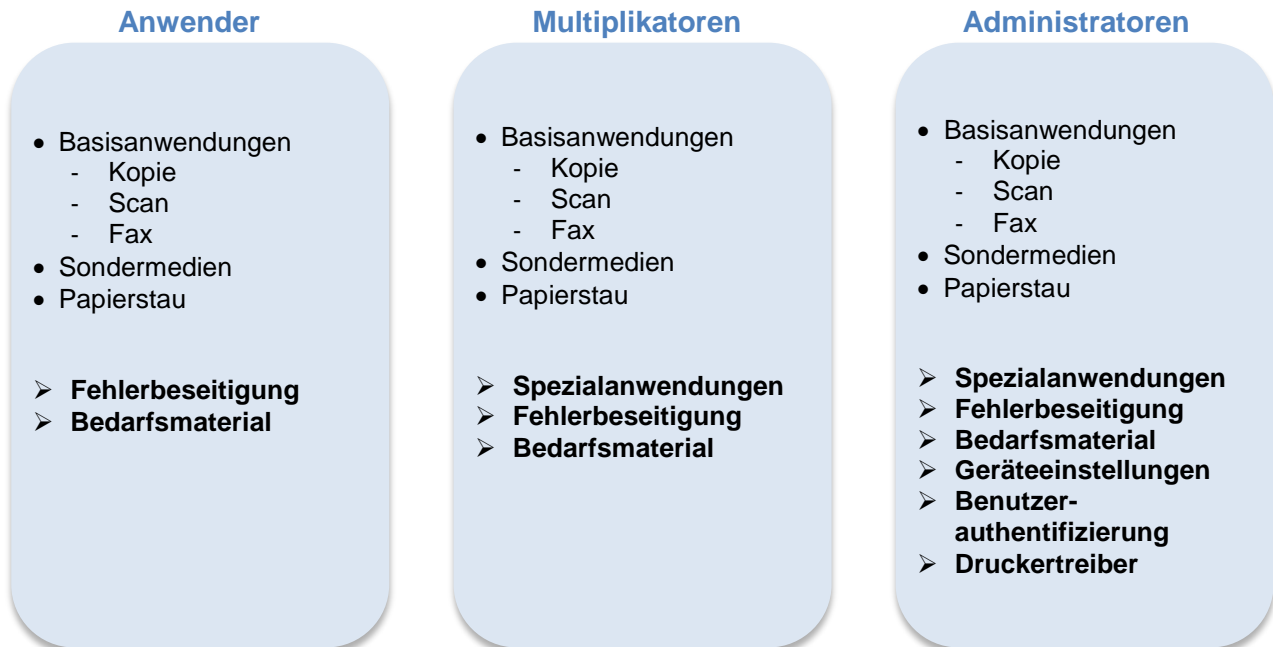 Anwender
• Basisanwendungen
- Kopie
- Scan
- Fax
• Sondermedien
• Papierstau
➢ Fehlerbeseitigung
➢ Bedarfsmaterial
Multiplikatoren
• Basisanwendungen
- Kopie
- Scan
- Fax
• Sondermedien
• Papierstau
➢ Spezialanwendungen
➢ Fehlerbeseitigung
➢ Bedarfsmaterial
Administratoren
• Basisanwendungen
- Kopie
- Scan
- Fax
• Sondermedien
• Papierstau
➢ Spezialanwendungen
➢ Fehlerbeseitigung
➢ Bedarfsmaterial
➢ Geräteeinstellungen
➢ Benutzer-
authentifizierung
➢ Druckertreiber